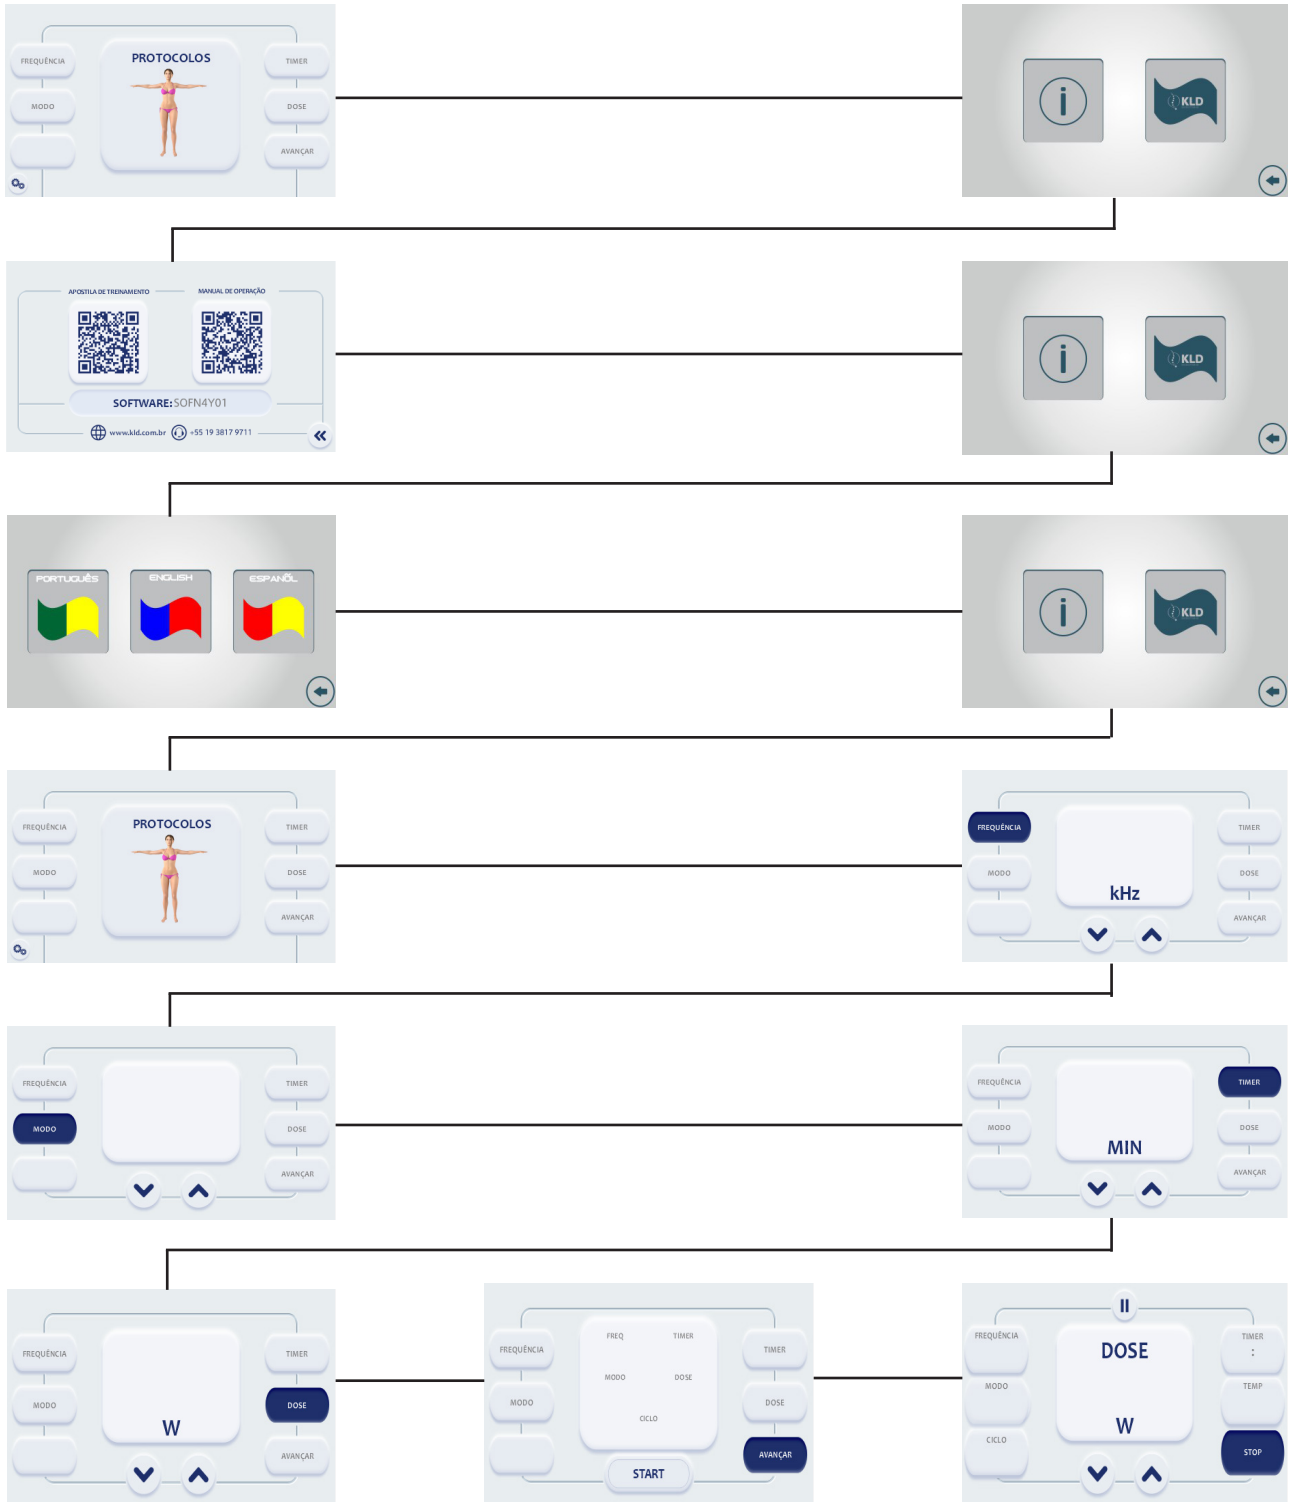 PROTOCOLOS
FREQUÊNCIA
MODO
TIMER
DOSE
AVANÇAR
i
KLD
APOSTILA DE TREINAMENTO
MANUAL DE OPERAÇÃO
SOFTWARE: SOFN4Y01
www.kld.com.br +55 19 3817 9711
i
KLD
PORTUGUÊS
ENGLISH
ESPANÕL
i
KLD
PROTOCOLOS
FREQUÊNCIA
MODO
TIMER
DOSE
AVANÇAR
FREQUÊNCIA
MODO
kHz
TIMER
DOSE
AVANÇAR
FREQUÊNCIA
MODO
TIMER
DOSE
AVANÇAR
FREQUÊNCIA
MODO
MIN
TIMER
DOSE
AVANÇAR
FREQUÊNCIA
MODO
W
TIMER
DOSE
AVANÇAR
FREQUÊNCIA
MODO
FREQ TIMER
MODO DOSE
CICLO
START
TIMER
DOSE
AVANÇAR
FREQUÊNCIA
MODO
CICLO
DOSE
W
TIMER
:
TEMP
STOP